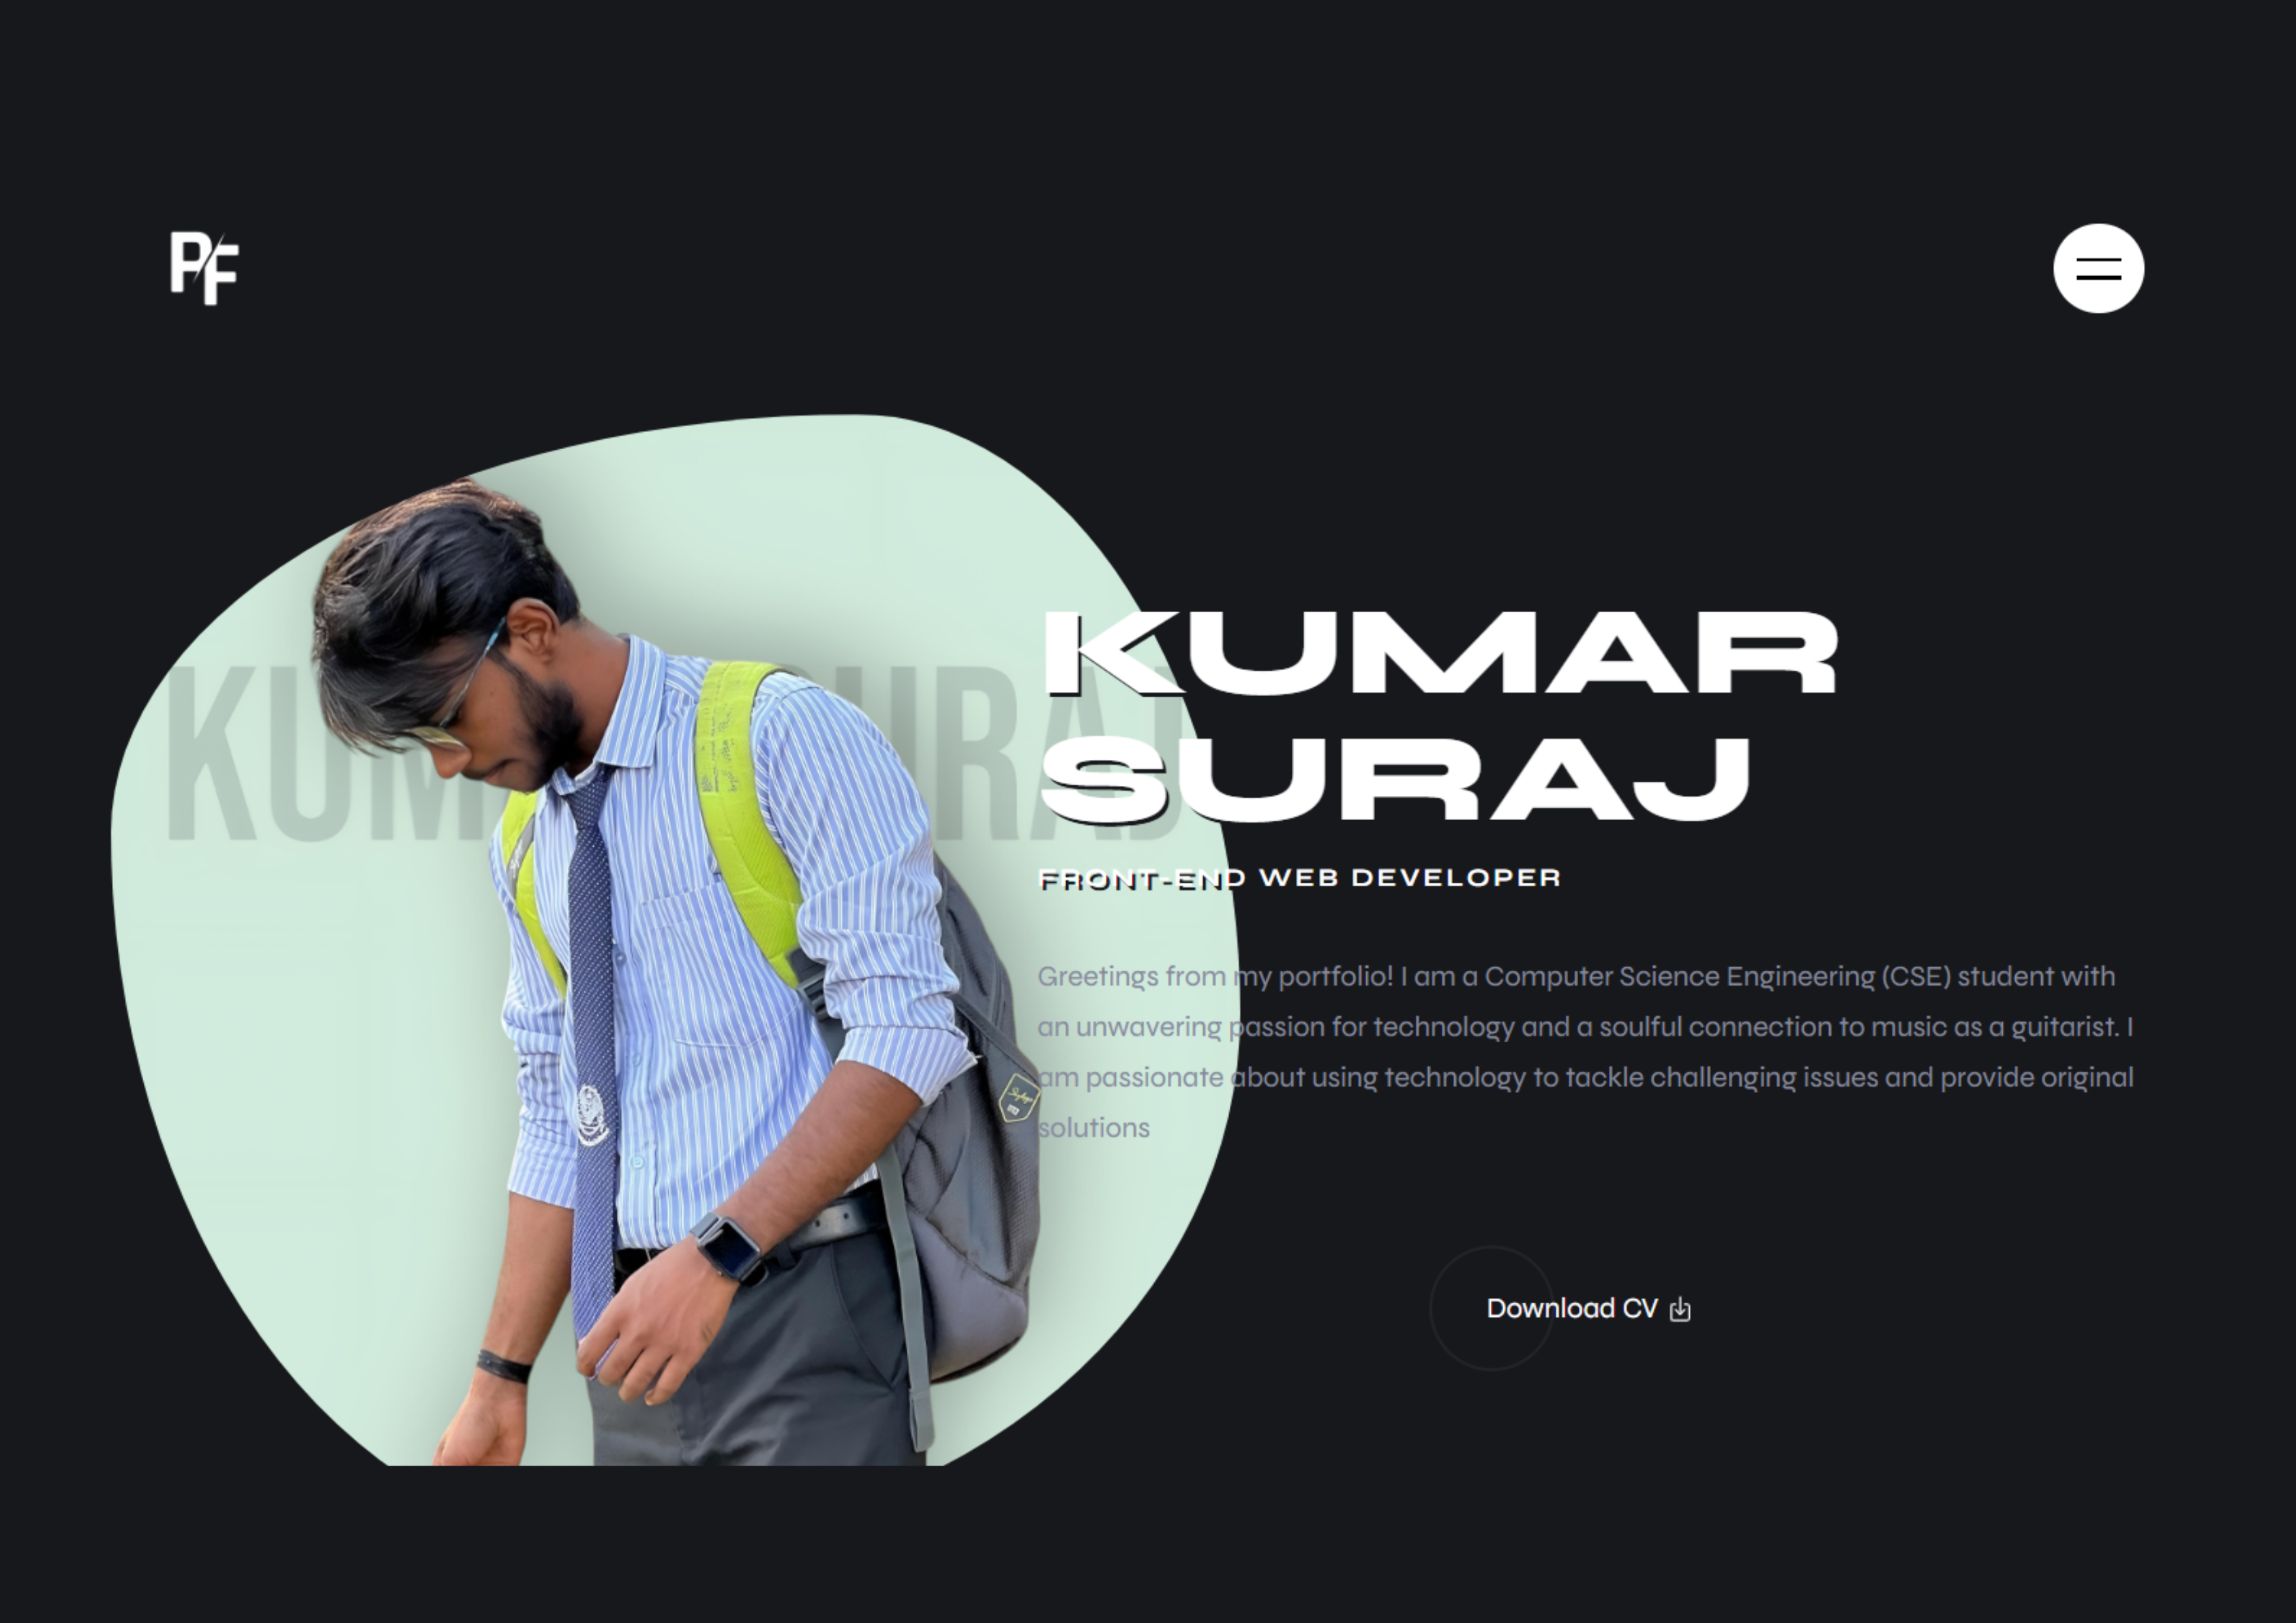 PF
KUMAR
SURAJ
FRONT-END WEB DEVELOPER
Greetings from my portfolio! I am a Computer Science Engineering (CSE) student with
an unwavering passion for technology and a soulful connection to music as a guitarist. I
am passionate about using technology to tackle challenging issues and provide original
solutions
Download CV